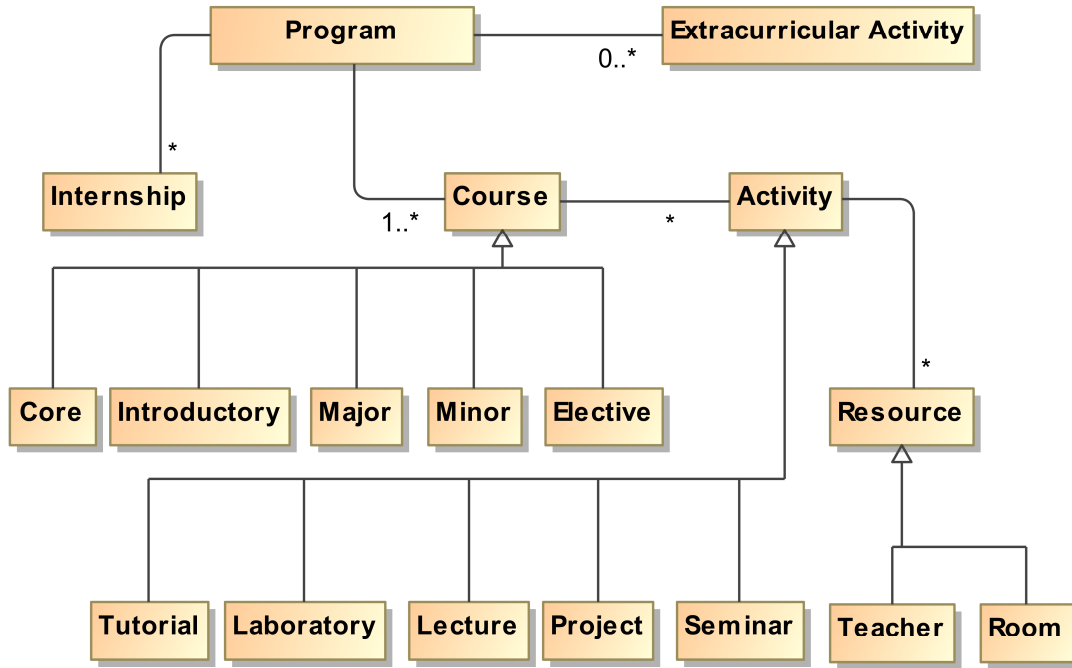 Program
Extracurricular Activity
0..*
*
Internship
Course
Activity
1..*
*
*
Core
Introductory
Major
Minor
Elective
Resource
Tutorial
Laboratory
Lecture
Project
Seminar
Teacher
Room